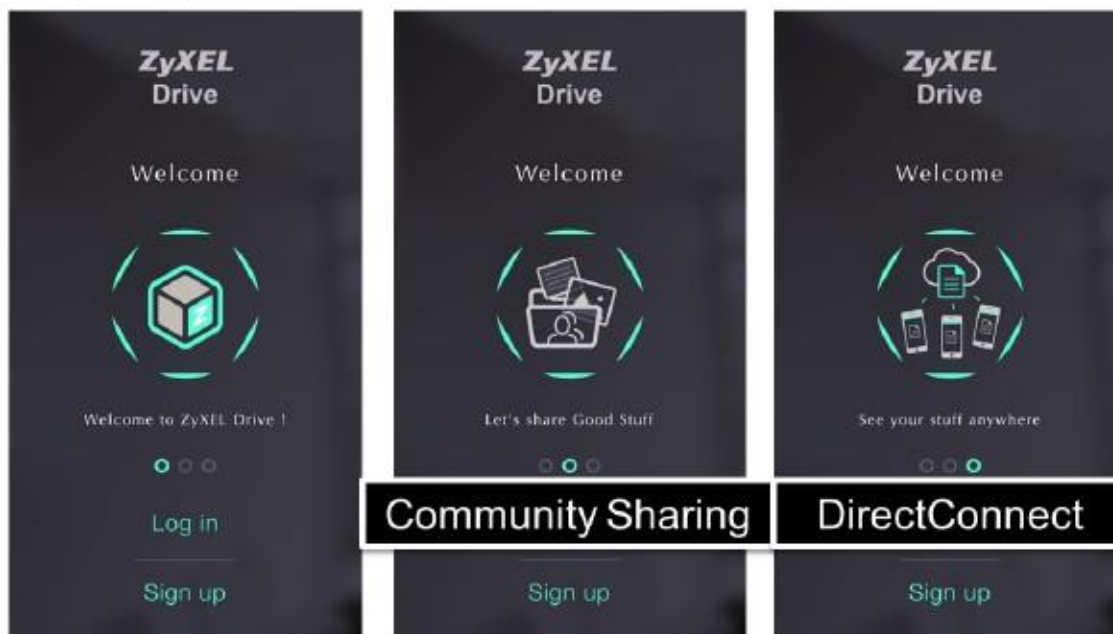 ZyXEL
Drive
Welcome
Z
Welcome to ZyXEL Drive !
Log in
Sign up
ZyXEL
Drive
Welcome
Let's share Good Stuff
Community Sharing
Sign up
ZyXEL
Drive
Welcome
See your stuff anywhere
DirectConnect
Sign up